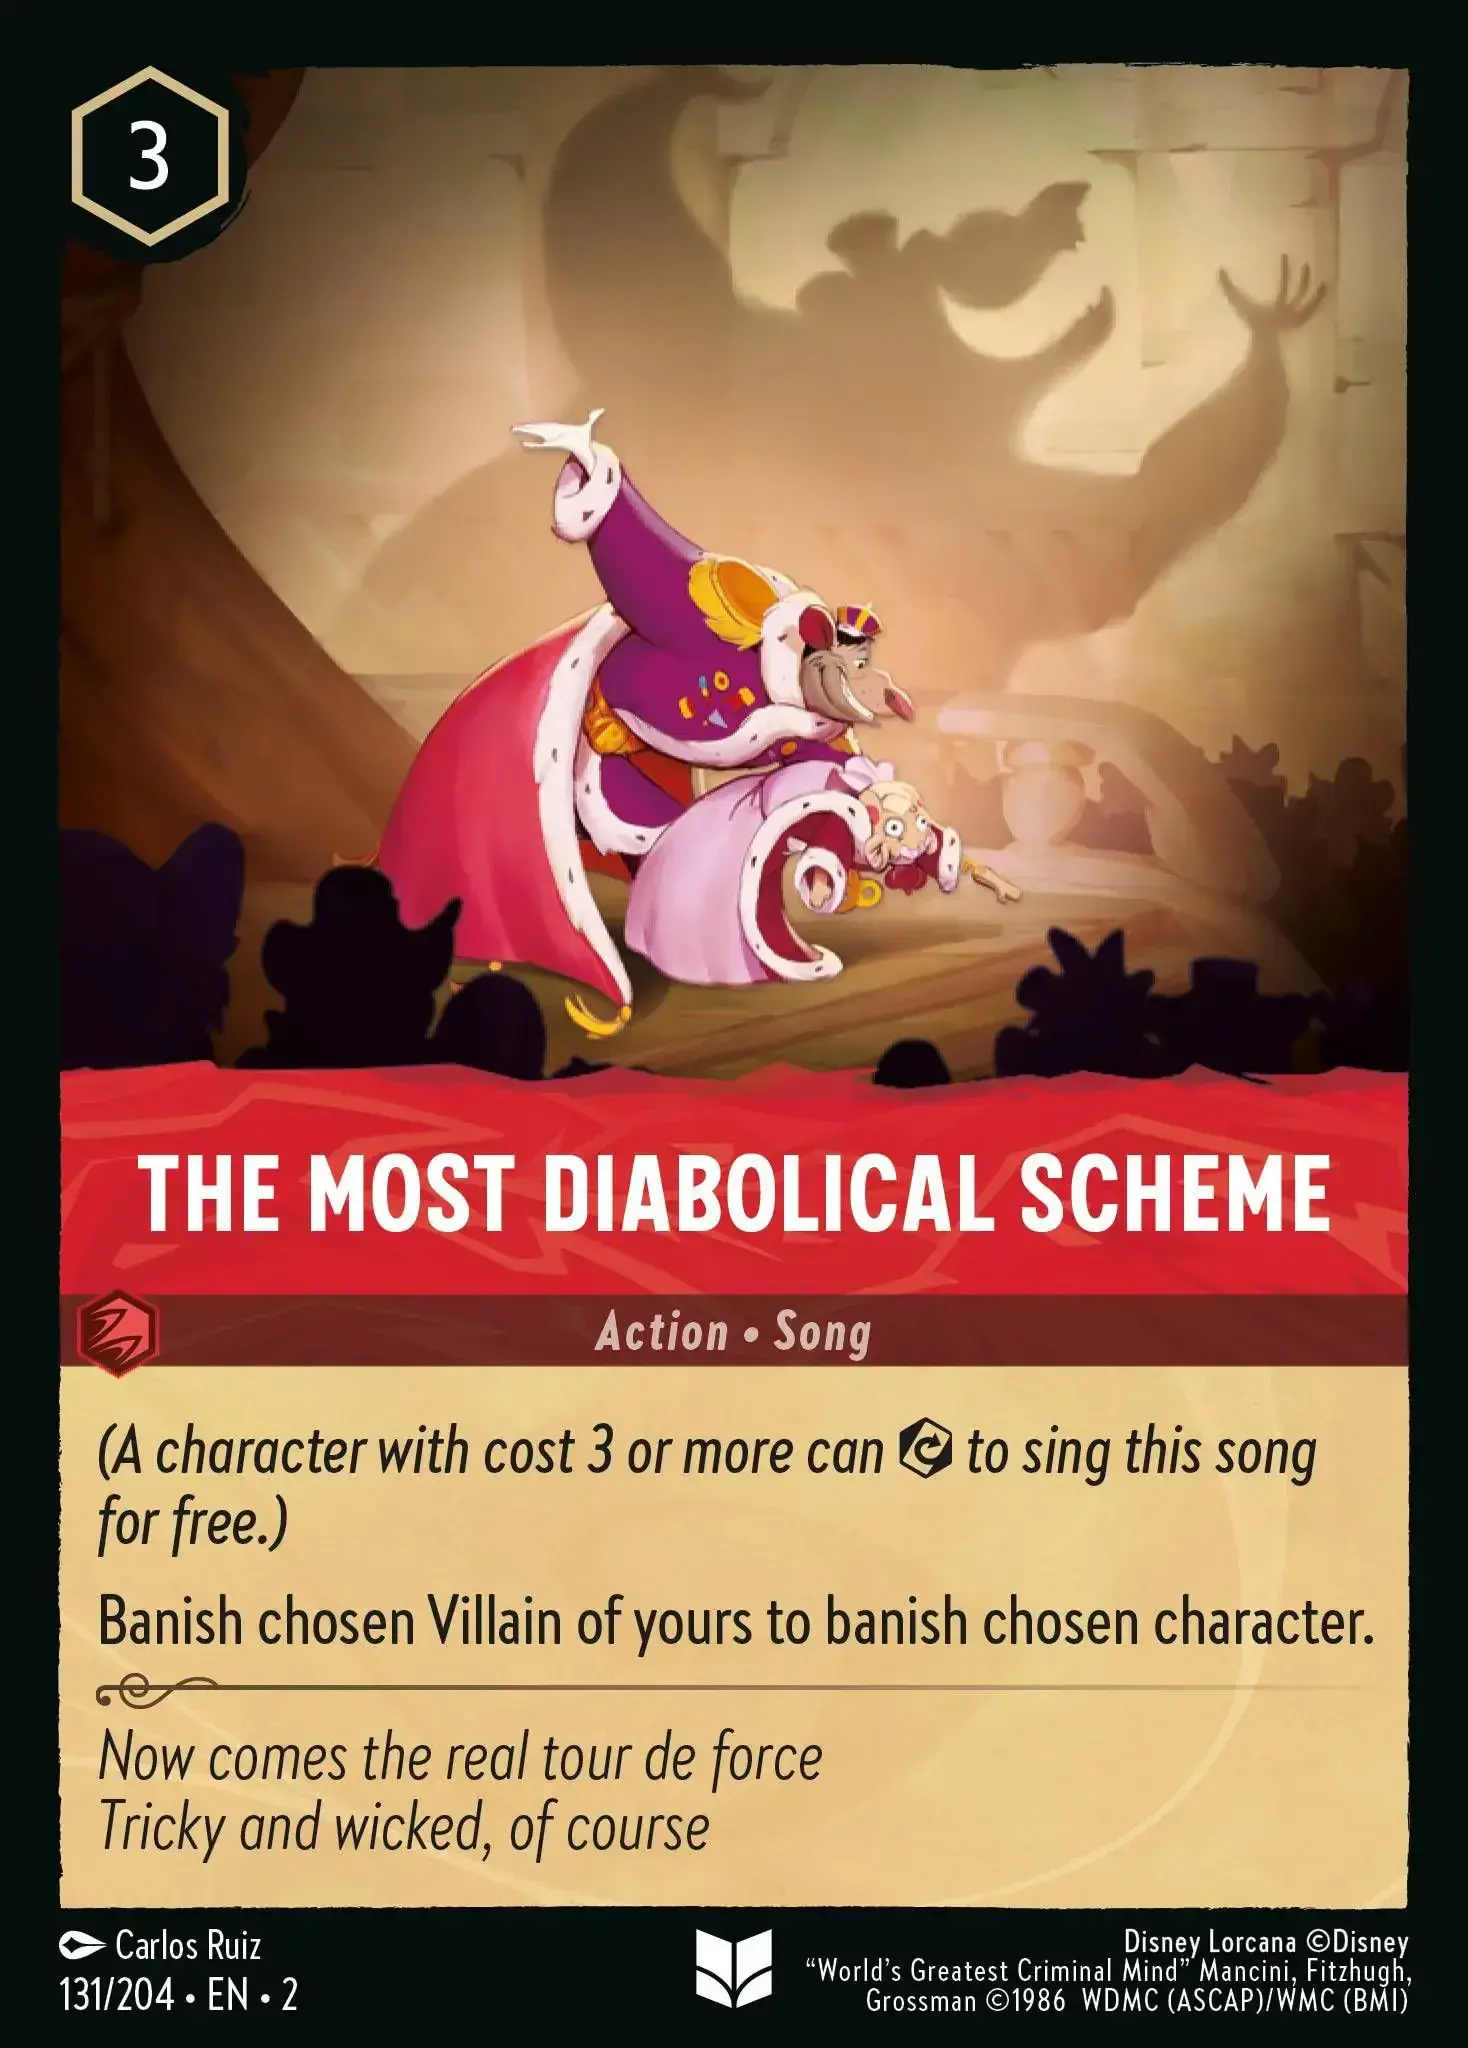 3
THE MOST DIABOLICAL SCHEME
Action • Song
(A character with cost 3 or more can to sing this song
for free.)
Banish chosen Villain of yours to banish chosen character.
Now comes the real tour de force
Tricky and wicked, of course
Carlos Ruiz
131/204 • EN • 2
Disney Lorcana ©Disney
“World’s Greatest Criminal Mind” Mancini, Fitzhugh,
Grossman ©1986 WDMC (ASCAP)/WMC (BMI)